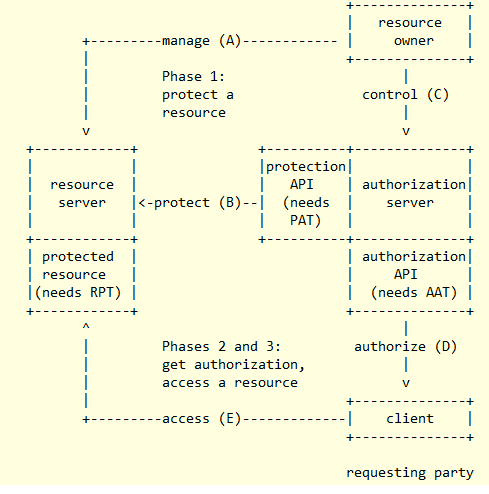 resource
manage (A)
owner
Phase 1:
protect a
control (C)
resource
v
v
protection
resource
API
authorization
server
<-protect (B)--
(needs
server
PAT)
protected
authorization
resource
API
(needs RPT)
(needs AAT)
^
Phases 2 and 3:
authorize (D)
get authorization,
access a resource
v
access (E)
client
requesting party